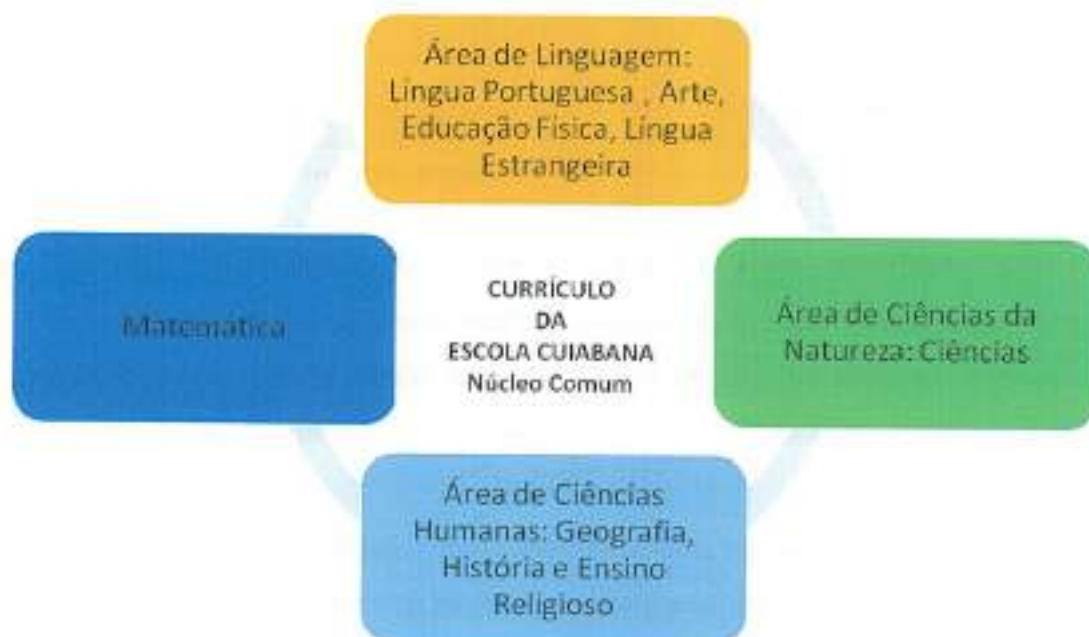 Área de Linguagem:
Língua Portuguesa , Arte,
Educação Física, Língua
Estrangeira
Matemática
CURRÍCULO
DA
ESCOLA CUIABANA
Núcleo Comum
Área de Ciências da
Natureza: Ciências
Área de Ciências
Humanas: Geografia,
História e Ensino
Religioso